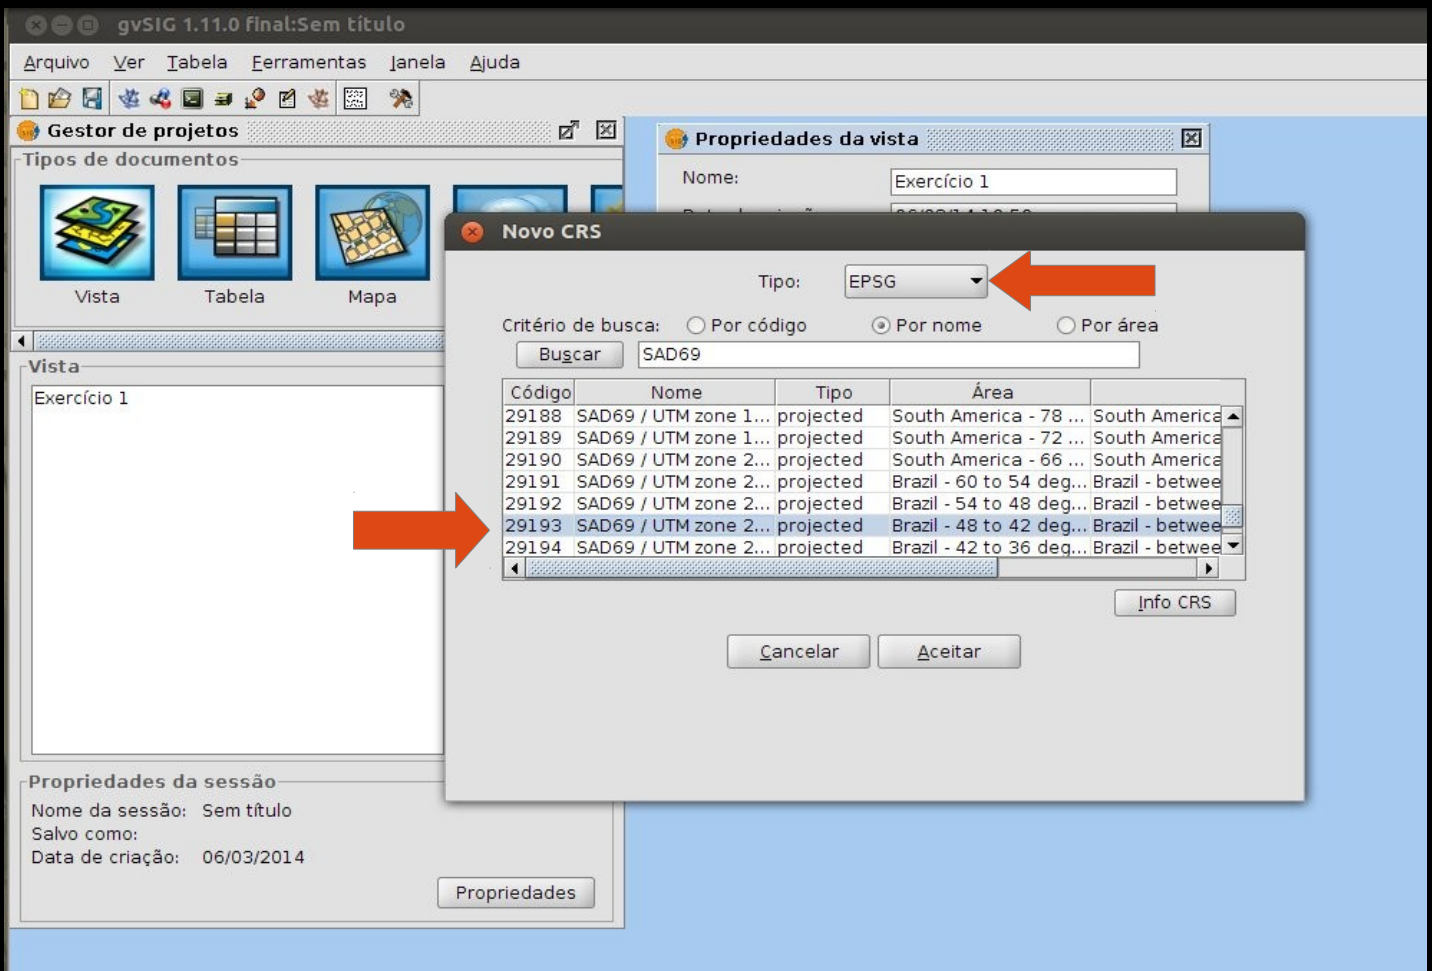 gvSIG 1.11.0 final:Sem título
Arquivo Ver Tabela Ferramentas Janela Ajuda
Gestor de projetos
Tipos de documentos
Vista Tabela Mapa
Vista
Exercício 1
Propriedades da sessão
Nome da sessão: Sem título
Salvo como:
Data de criação: 06/03/2014
Propriedades
Propriedades da vista
Nome: Exercício 1
Novo CRS
Tipo: EPSG
Critério de busca: Por código Por nome Por área
Buscar SAD69
Código Nome Tipo Área
29188 SAD69 / UTM zone 1... projected South America - 78 ... South America
29189 SAD69 / UTM zone 1... projected South America - 72 ... South America
29190 SAD69 / UTM zone 2... projected South America - 66 ... South America
29191 SAD69 / UTM zone 2... projected Brazil - 60 to 54 deg... Brazil - betwee
29192 SAD69 / UTM zone 2... projected Brazil - 54 to 48 deg... Brazil - betwee
29193 SAD69 / UTM zone 2... projected Brazil - 48 to 42 deg... Brazil - betwee
29194 SAD69 / UTM zone 2... projected Brazil - 42 to 36 deg... Brazil - betwee
Info CRS
Cancelar Aceitar